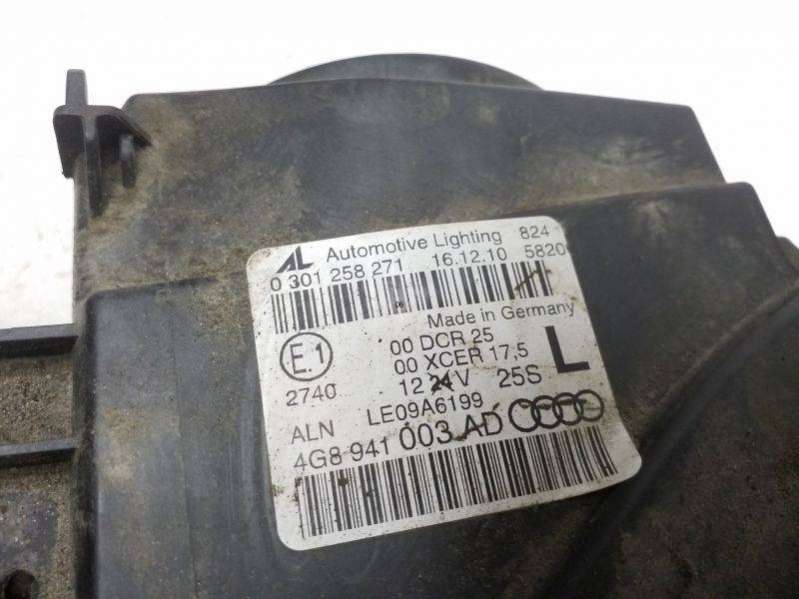 AL Automotive Lighting 824
0 301 258 271 16.12.10 5820
Made in Germany
E1 00 DCR 25
00 XCER 17,5 L
2740 12 24 V 25S
ALN LE09A6199
4G8 941 003 AD